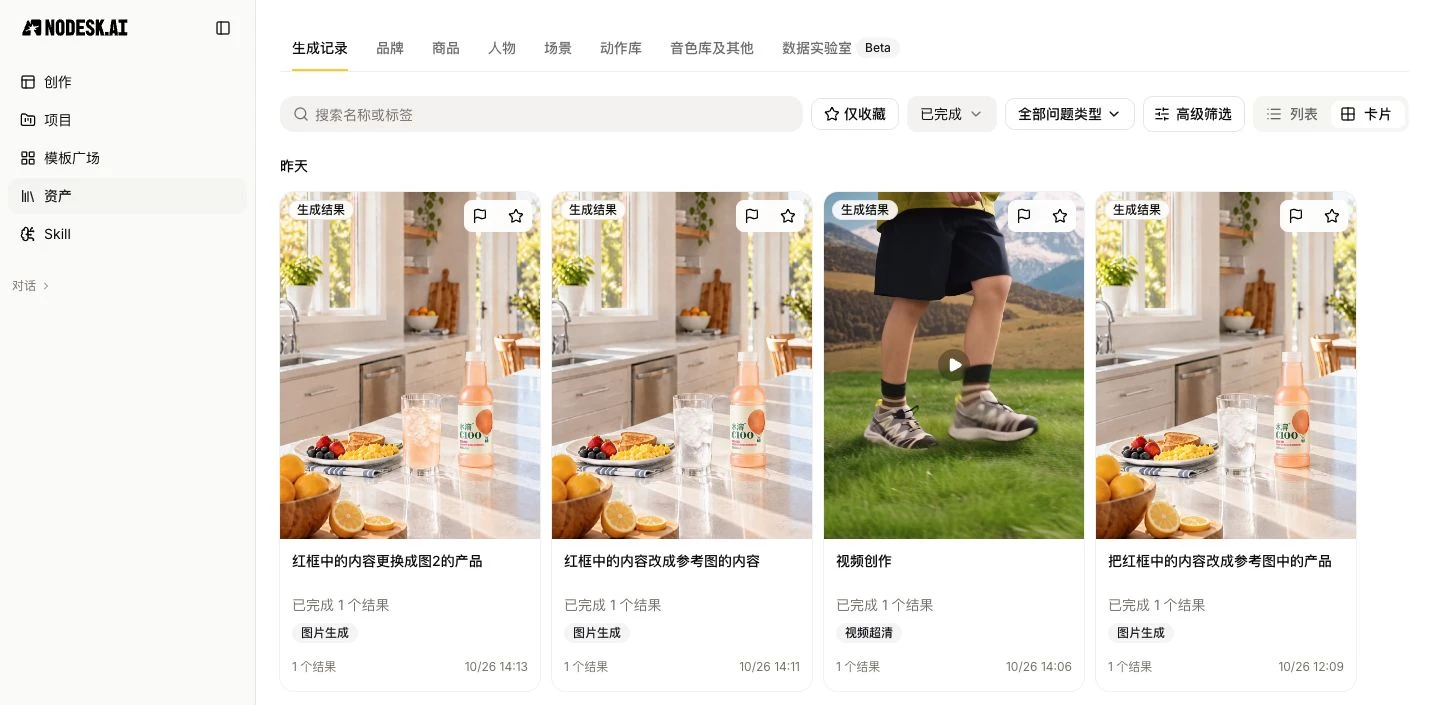 NODESK.AI
创作
项目
模板广场
资产
Skill
对话
生成记录 品牌 商品 人物 场景 动作库 音色库及其他 数据实验室 Beta
搜索名称或标签 仅收藏 已完成 全部问题类型 高级筛选 列表 卡片
昨天
生成结果 生成结果 生成结果 生成结果
C100 C100 C100
红框中的内容更换成图2的产品 红框中的内容改成参考图的内容 视频创作 把红框中的内容改成参考图中的产品
已完成 1 个结果 已完成 1 个结果 已完成 1 个结果 已完成 1 个结果
图片生成 图片生成 视频超清 图片生成
1 个结果 10/26 14:13 1 个结果 10/26 14:11 1 个结果 10/26 14:06 1 个结果 10/26 12:09